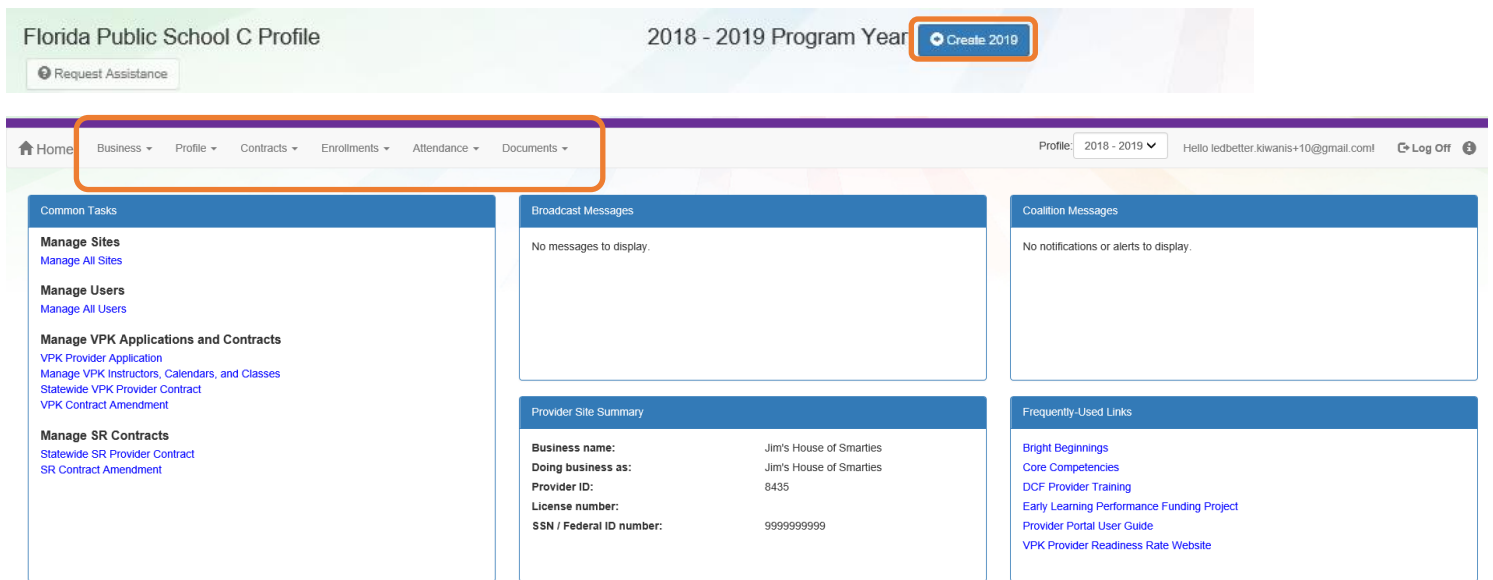 Florida Public School C Profile
2018 - 2019 Program Year
Create 2019
Request Assistance
Home Business Profile Contracts Enrollments Attendance Documents
Profile: 2018 - 2019 Hello ledbetter.kiwanis+10@gmail.com! Log Off
Common Tasks
Manage Sites
Manage All Sites
Manage Users
Manage All Users
Manage VPK Applications and Contracts
VPK Provider Application
Manage VPK Instructors, Calendars, and Classes
Statewide VPK Provider Contract
VPK Contract Amendment
Manage SR Contracts
Statewide SR Provider Contract
SR Contract Amendment
Broadcast Messages
No messages to display.
Coalition Messages
No notifications or alerts to display.
Provider Site Summary
Business name: Jim's House of Smarties
Doing business as: Jim's House of Smarties
Provider ID: 8435
License number:
SSN / Federal ID number: 9999999999
Frequently-Used Links
Bright Beginnings
Core Competencies
DCF Provider Training
Early Learning Performance Funding Project
Provider Portal User Guide
VPK Provider Readiness Rate Website